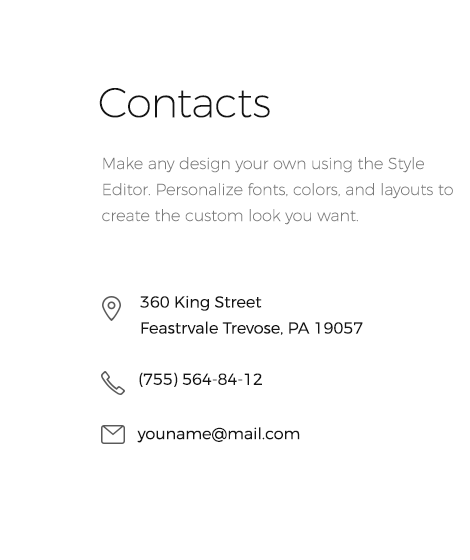 Contacts
Make any design your own using the Style
Editor. Personalize fonts, colors, and layouts to
create the custom look you want.
360 King Street
Feastrvale Trevose, PA 19057
(755) 564-84-12
youname@mail.com